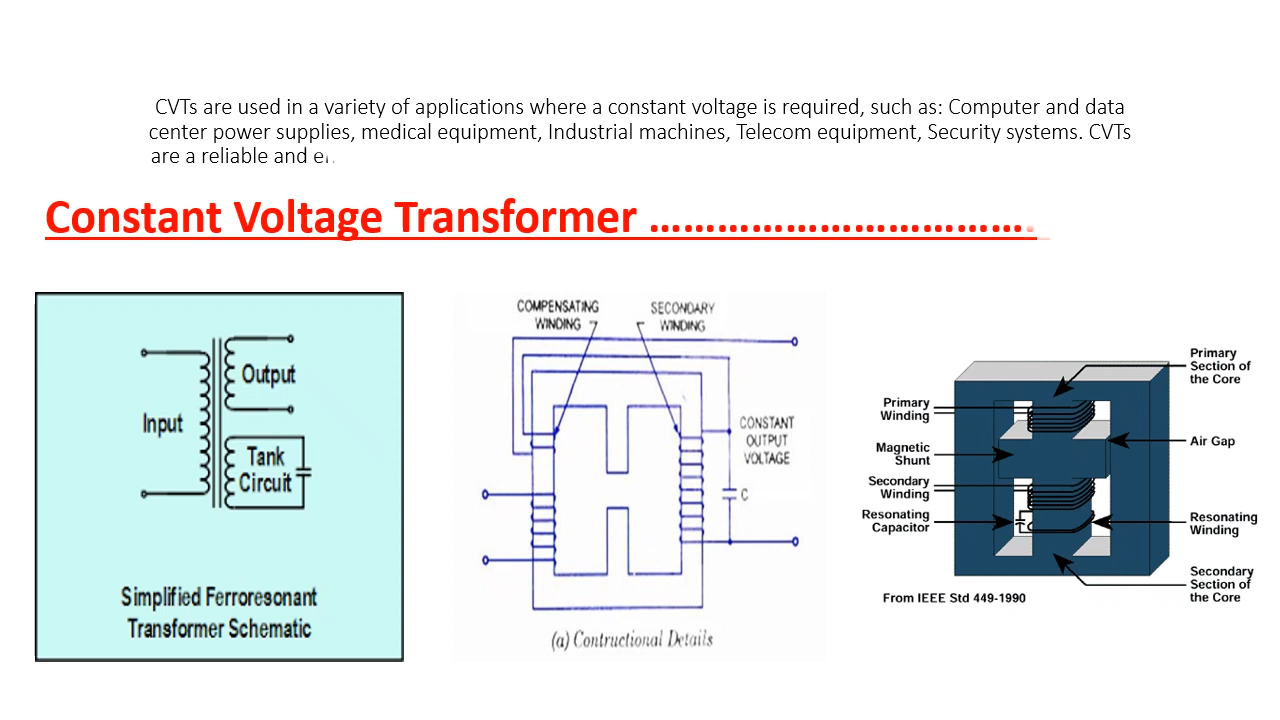 CVTs are used in a variety of applications where a constant voltage is required, such as: Computer and data
center power supplies, medical equipment, Industrial machines, Telecom equipment, Security systems. CVTs
are a reliable and
Constant Voltage Transformer …………………………….
Input
Output
Tank
Circuit
Simplified Ferroresonant
Transformer Schematic
COMPENSATING
WINDING
SECONDARY
WINDING
CONSTANT
OUTPUT
VOLTAGE
C
(a) Contructional Details
Primary
Section of
the Core
Primary
Winding
Air Gap
Magnetic
Shunt
Secondary
Winding
Resonating
Capacitor
Resonating
Winding
Secondary
Section of
the Core
From IEEE Std 449-1990